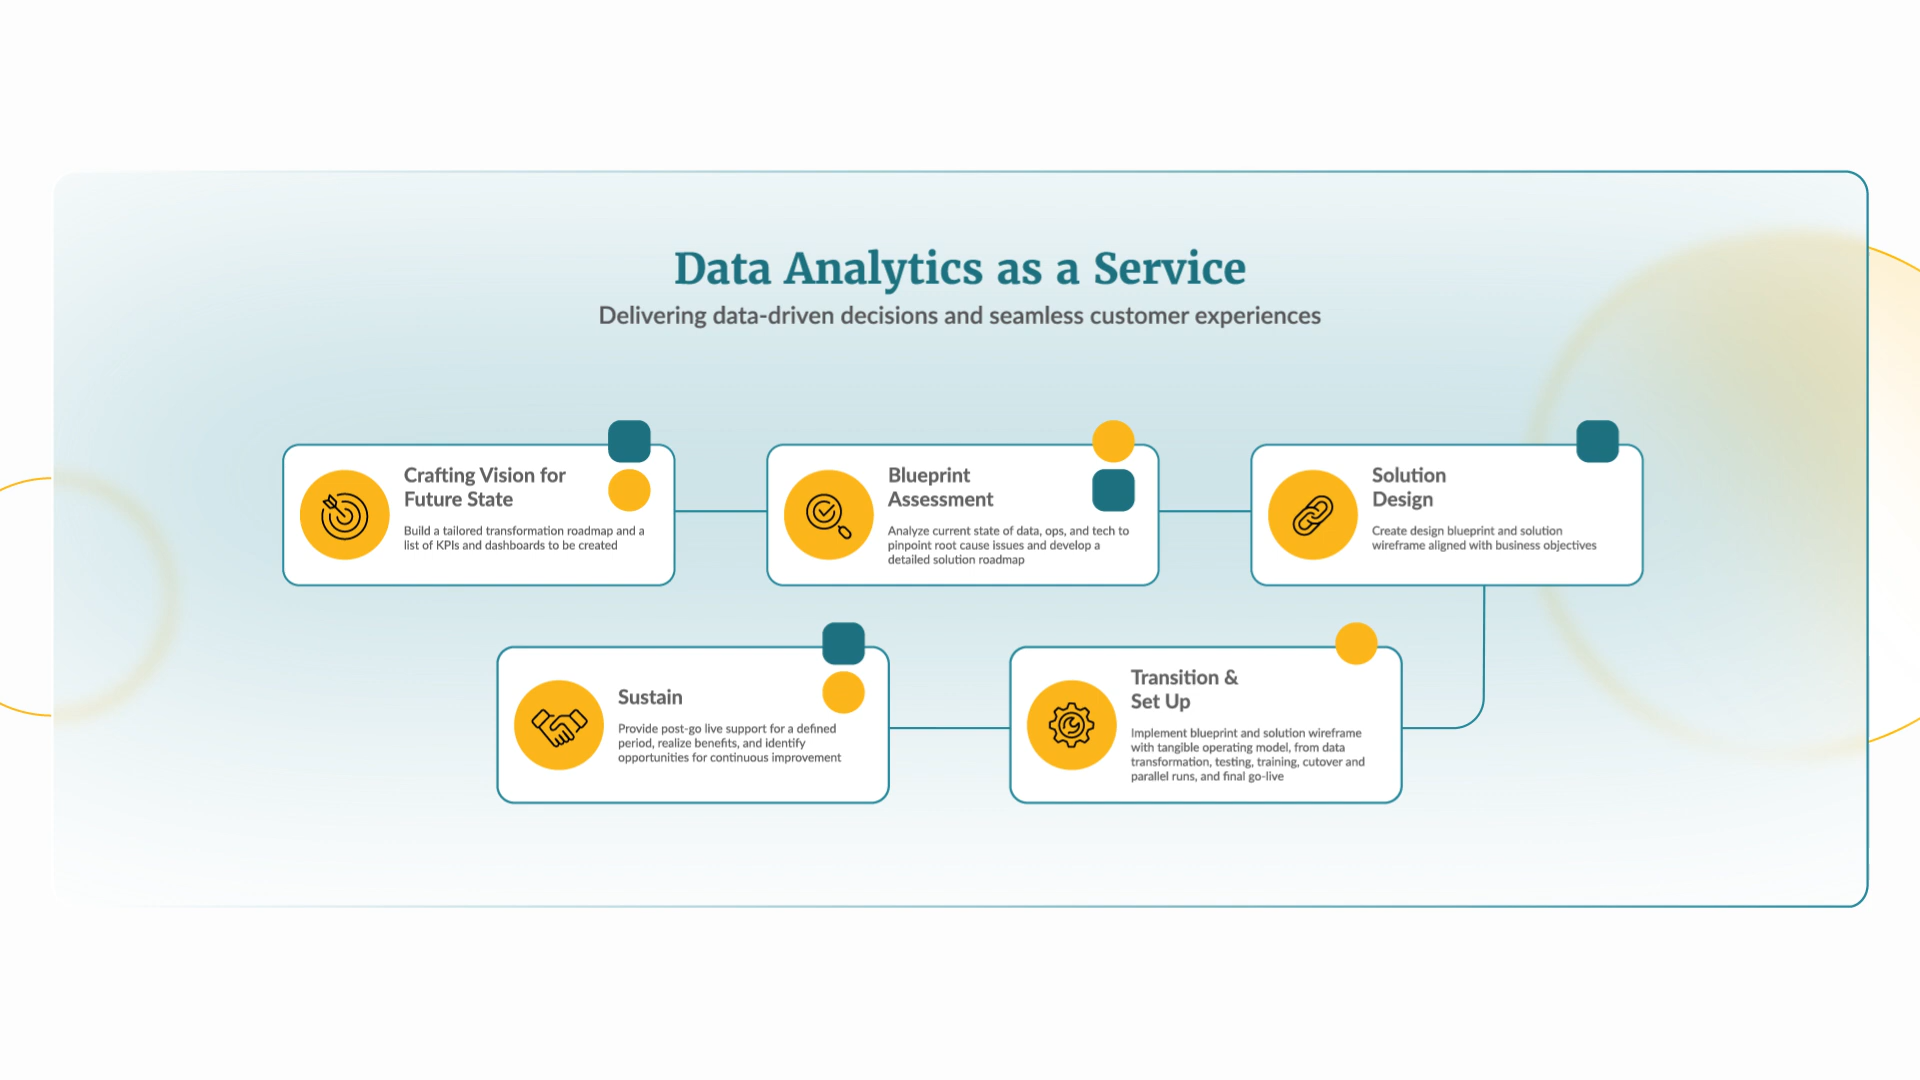 Data Analytics as a Service
Delivering data-driven decisions and seamless customer experiences
Crafting Vision for
Future State
Build a tailored transformation roadmap and a
list of KPIs and dashboards to be created
Blueprint
Assessment
Analyze current state of data, ops, and tech to
pinpoint root cause issues and develop a
detailed solution roadmap
Solution
Design
Create design blueprint and solution
wireframe aligned with business objectives
Sustain
Provide post-go live support for a defined
period, realize benefits, and identify
opportunities for continuous improvement
Transition &
Set Up
Implement blueprint and solution wireframe
with tangible operating model, from data
transformation, testing, training, cutover and
parallel runs, and final go-live